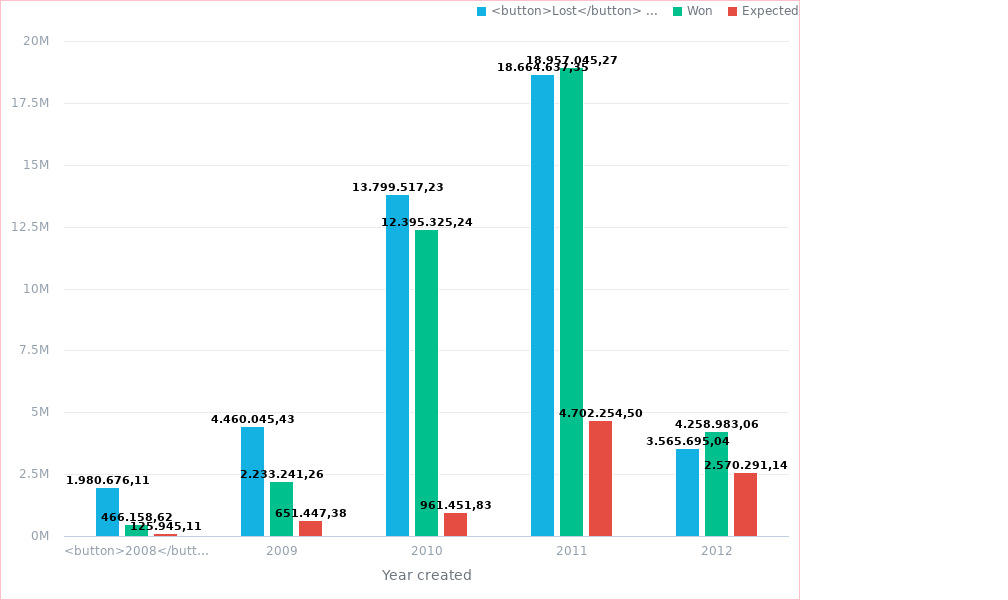 <button>Lost</button> ... Won Expected
20M
17.5M
15M
12.5M
10M
7.5M
5M
2.5M
0M
1.980.676,11
466.158,62
125.945,11
4.460.045,43
2.233.241,26
651.447,38
13.799.517,23
12.395.325,24
961.451,83
18.664.637,35
18.957.045,27
4.702.254,50
3.565.695,04
4.258.983,06
2.570.291,14
<button>2008</butt... 2009 2010 2011 2012
Year created